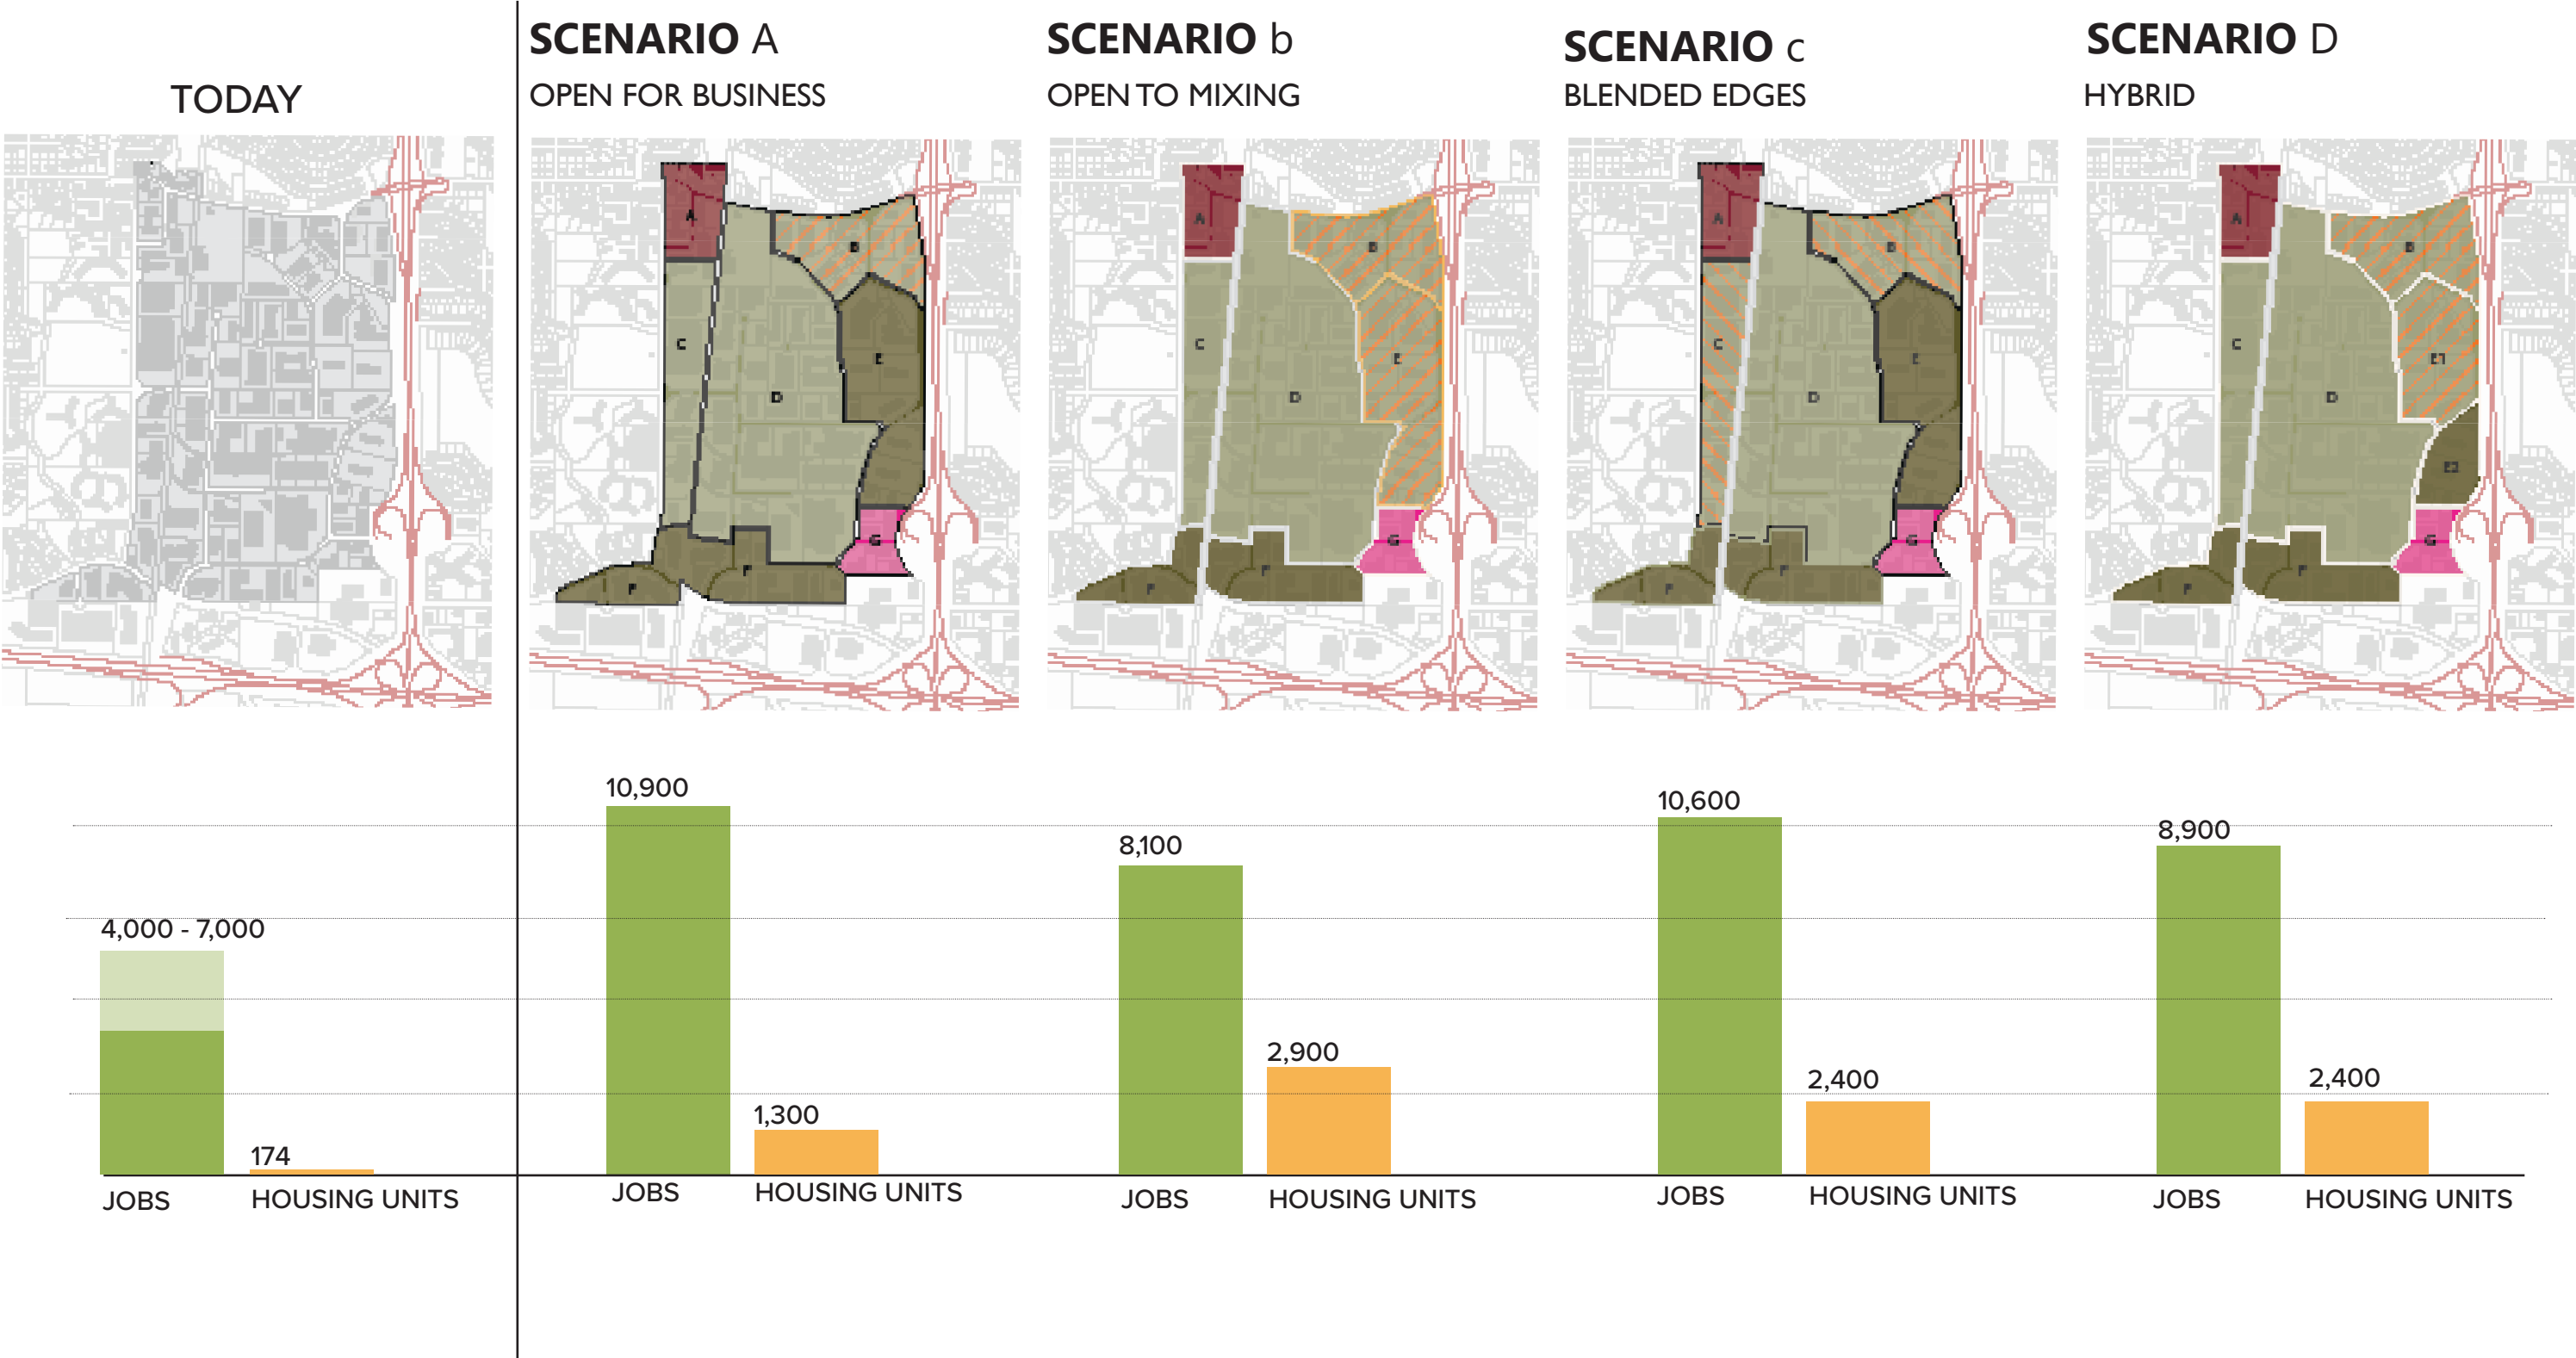 TODAY
SCENARIO A
OPEN FOR BUSINESS
SCENARIO b
OPEN TO MIXING
SCENARIO c
BLENDED EDGES
SCENARIO D
HYBRID
A
B
C
D
E
F
F
G
A
B
C
D
E
F
F
G
A
B
C
D
E
F
F
G
A
B
C
D
E1
E2
F
F
G
4,000 - 7,000
174
JOBS
HOUSING UNITS
10,900
1,300
JOBS
HOUSING UNITS
8,100
2,900
JOBS
HOUSING UNITS
10,600
2,400
JOBS
HOUSING UNITS
8,900
2,400
JOBS
HOUSING UNITS